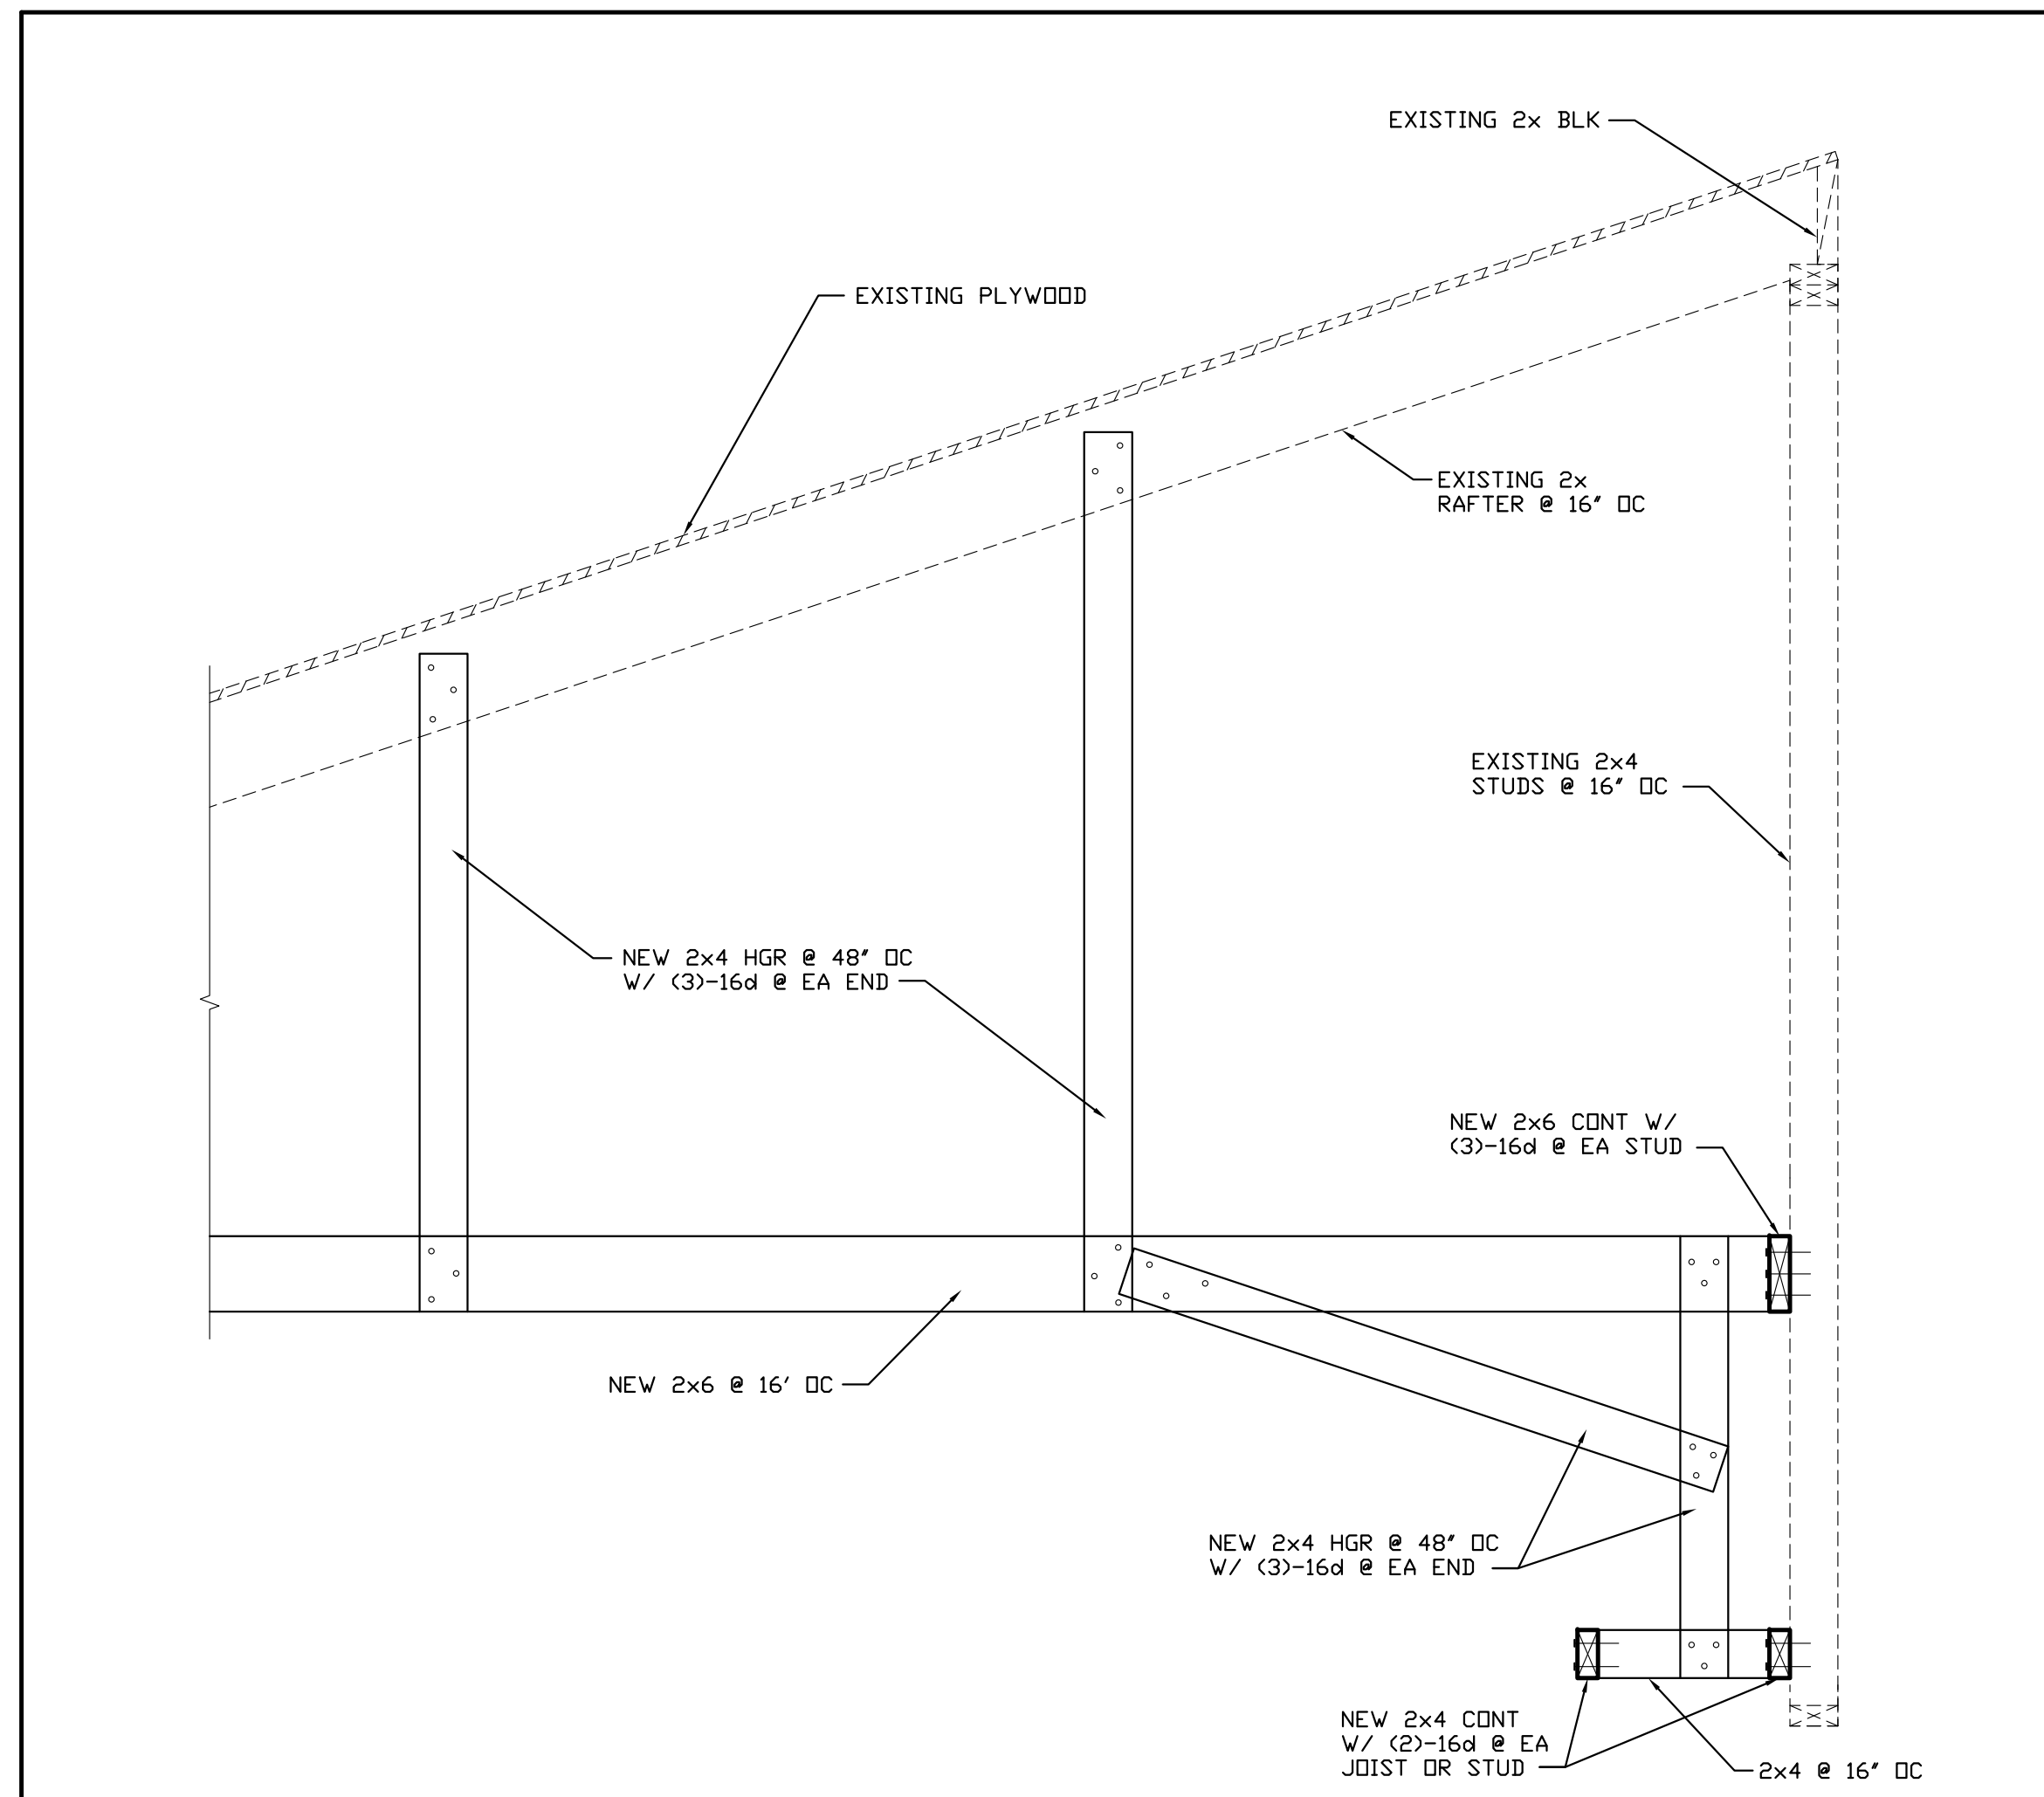 EXISTING 2x BLK
EXISTING PLYWOOD
EXISTING 2x
RAFTER @ 16" OC
EXISTING 2x4
STUDS @ 16" OC
NEW 2x4 HGR @ 48" OC
W/ (3)-16d @ EA END
NEW 2x6 CONT W/
(3)-16d @ EA STUD
NEW 2x6 @ 16' OC
NEW 2x4 HGR @ 48" OC
W/ (3)-16d @ EA END
NEW 2x4 CONT
W/ (2)-16d @ EA
JOIST OR STUD
2x4 @ 16" OC